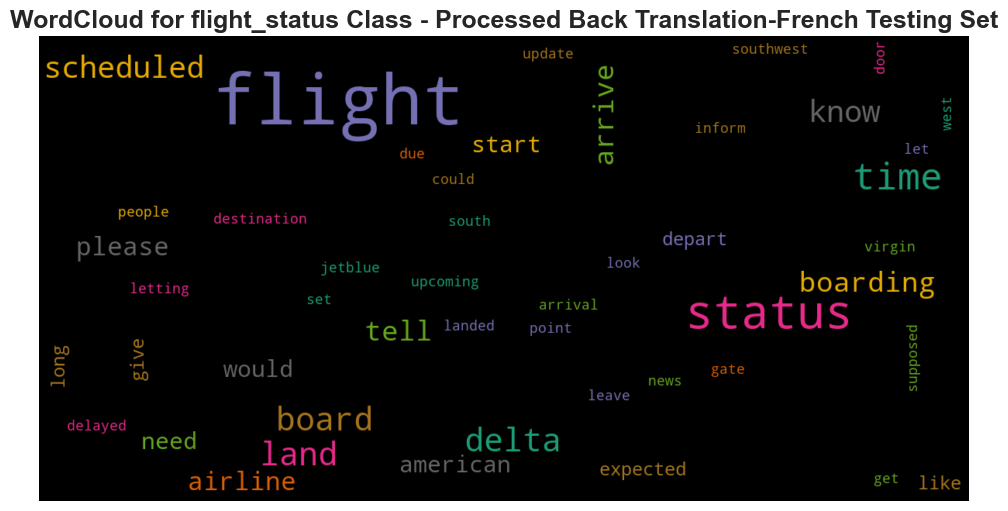 WordCloud for flight_status Class - Processed Back Translation-French Testing Set
update
southwest
door
scheduled
flight
arrive
know
west
inform
start
due
let
could
time
people
destination
south
please
depart
virgin
look
jetblue
upcoming
boarding
letting
set
arrival
status
tell
landed
point
long
give
would
supposed
gate
news
leave
board
delayed
need
land
delta
american
expected
airline
get
like